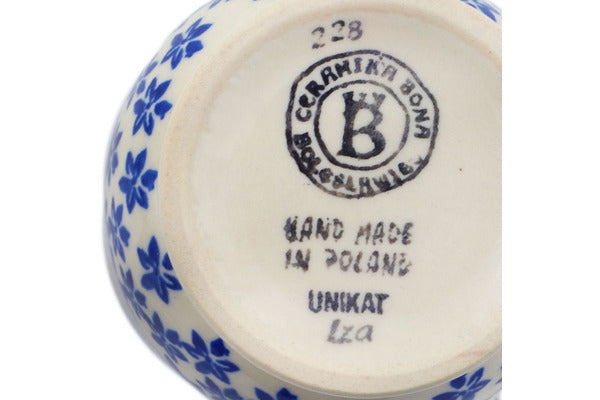 228
CERAMIKA BONA
B
BOLESŁAWIEC
HAND MADE
IN POLAND
UNIKAT
Iza